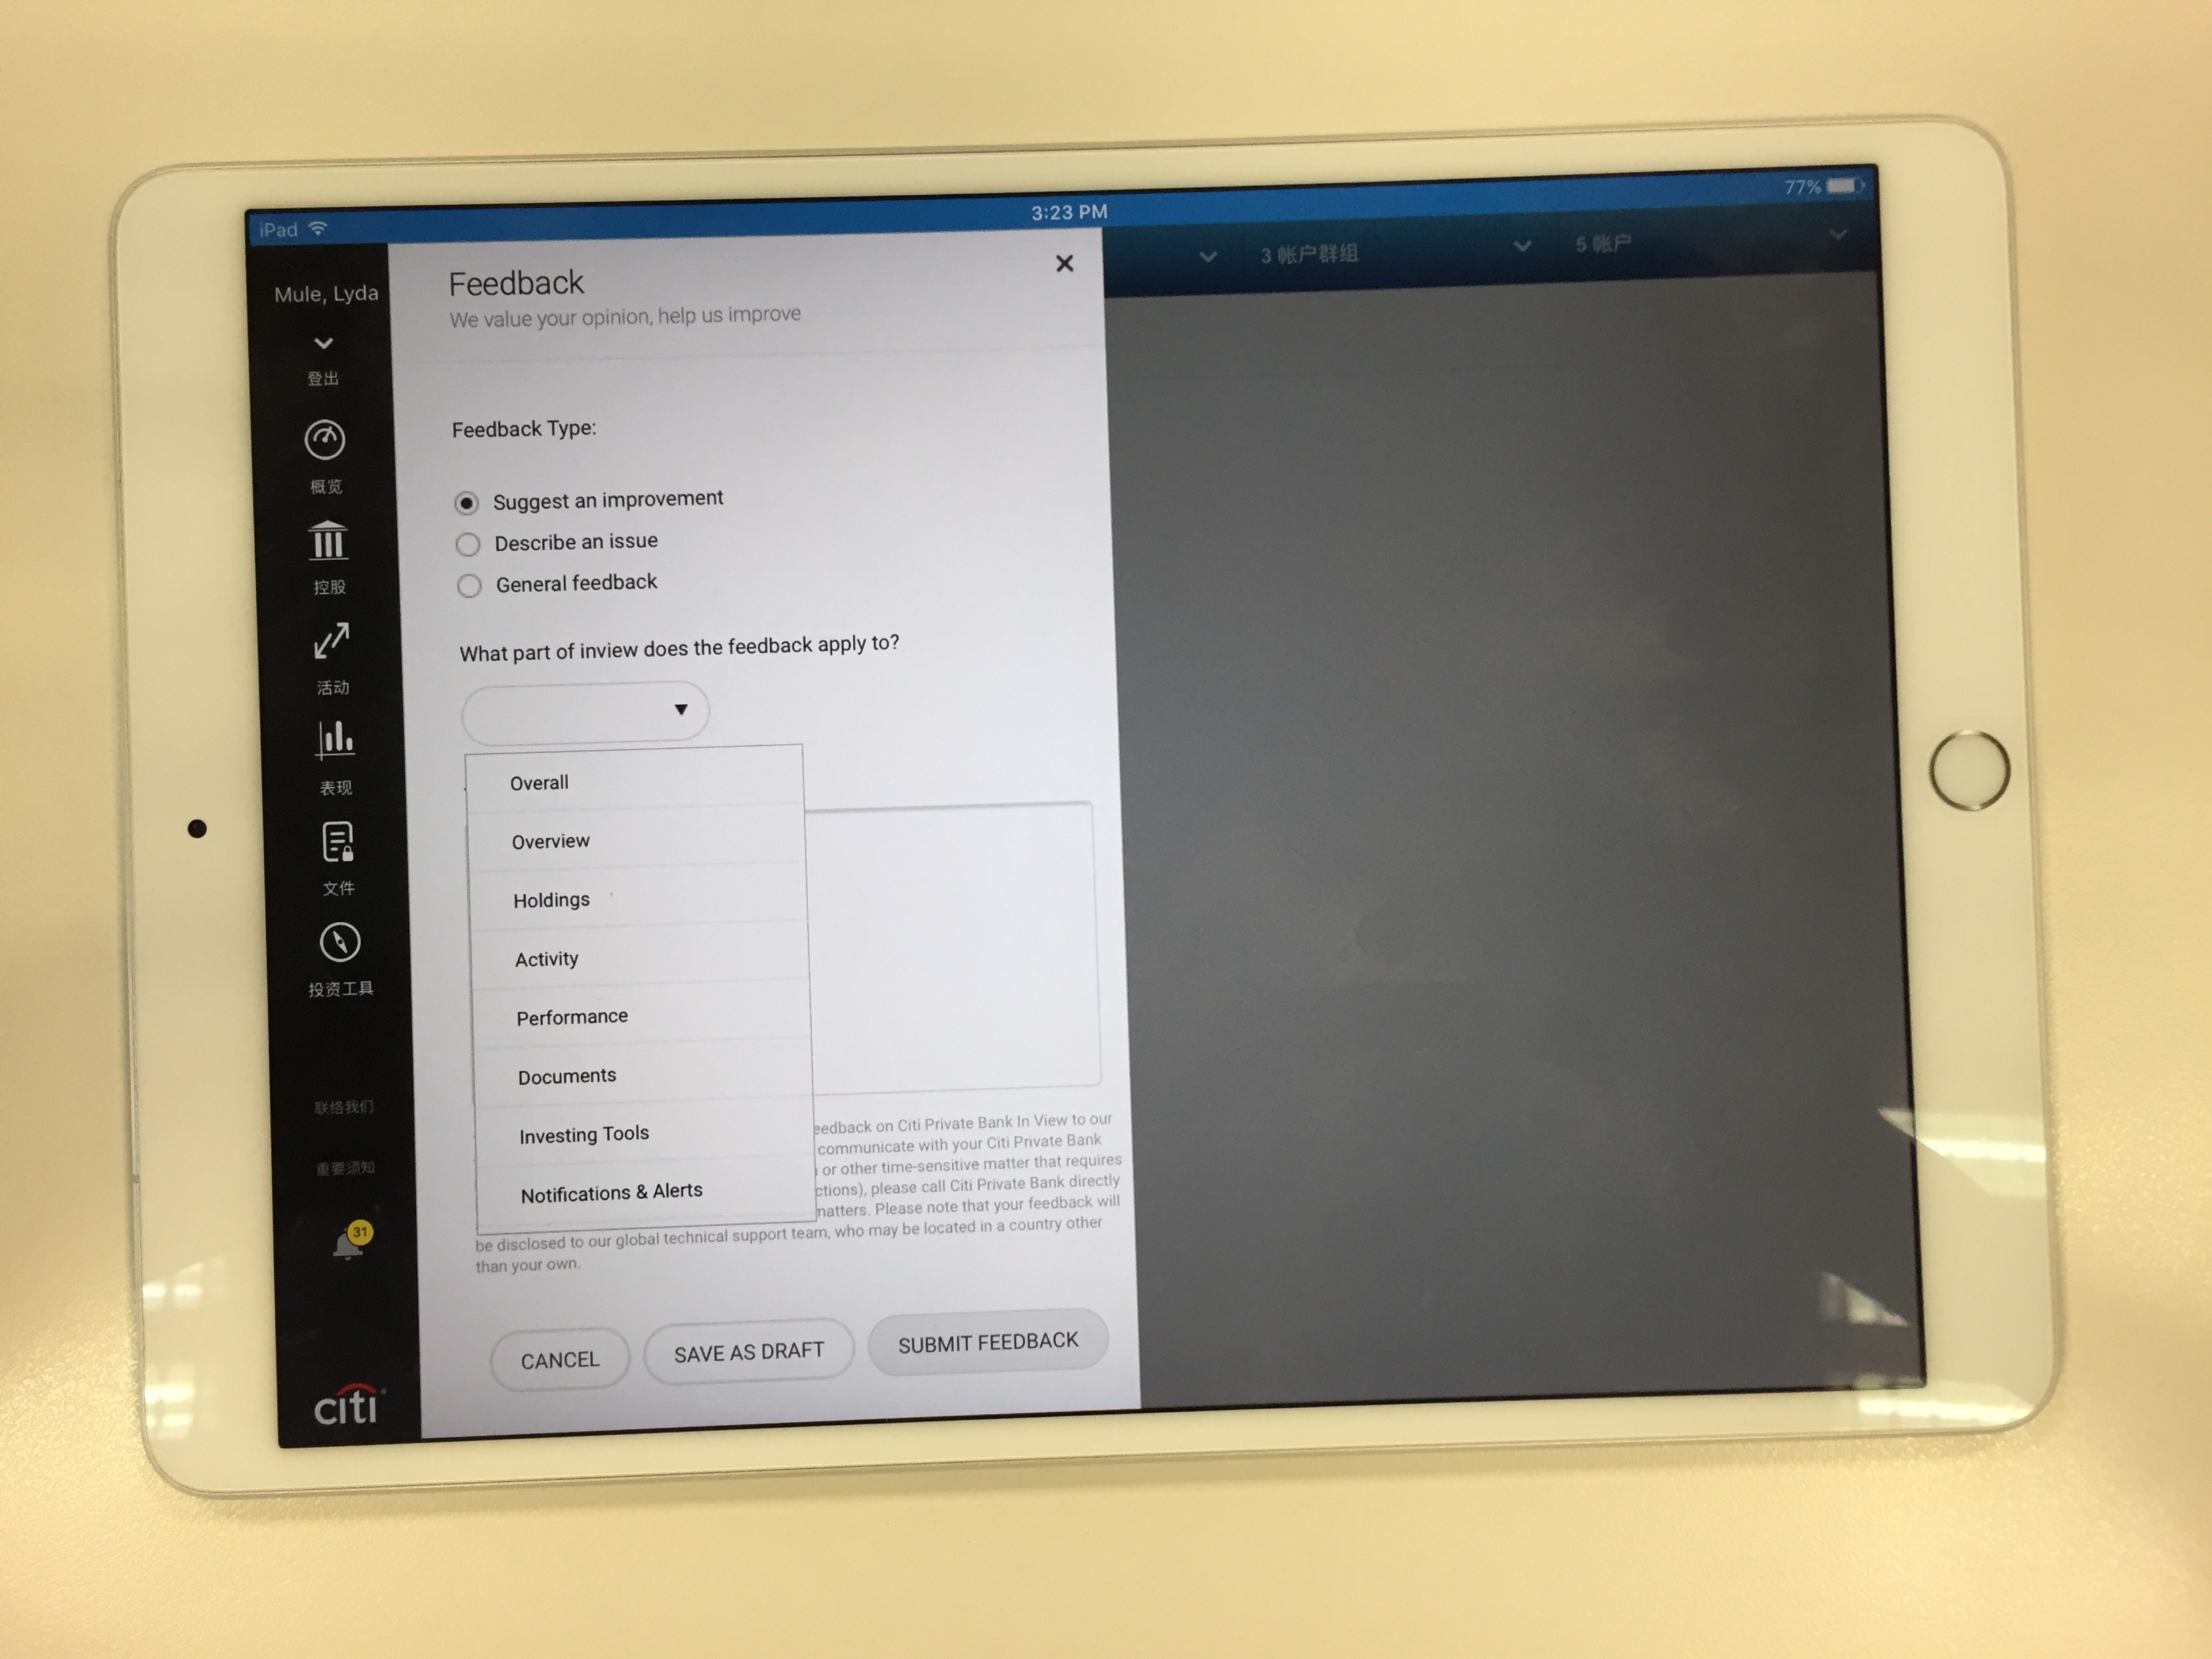 iPad
3:23 PM
77%
Mule, Lyda
登出
概览
控股
活动
表现
文件
投资工具
联络我们
重要须知
31
citi
3 帐户群组
5 帐户
Feedback
We value your opinion, help us improve
Feedback Type:
Suggest an improvement
Describe an issue
General feedback
What part of inview does the feedback apply to?
Overall
Overview
Holdings
Activity
Performance
Documents
Investing Tools
Notifications & Alerts
eedback on Citi Private Bank In View to our
communicate with your Citi Private Bank
or other time-sensitive matter that requires
ctions), please call Citi Private Bank directly
matters. Please note that your feedback will
be disclosed to our global technical support team, who may be located in a country other
than your own.
CANCEL
SAVE AS DRAFT
SUBMIT FEEDBACK